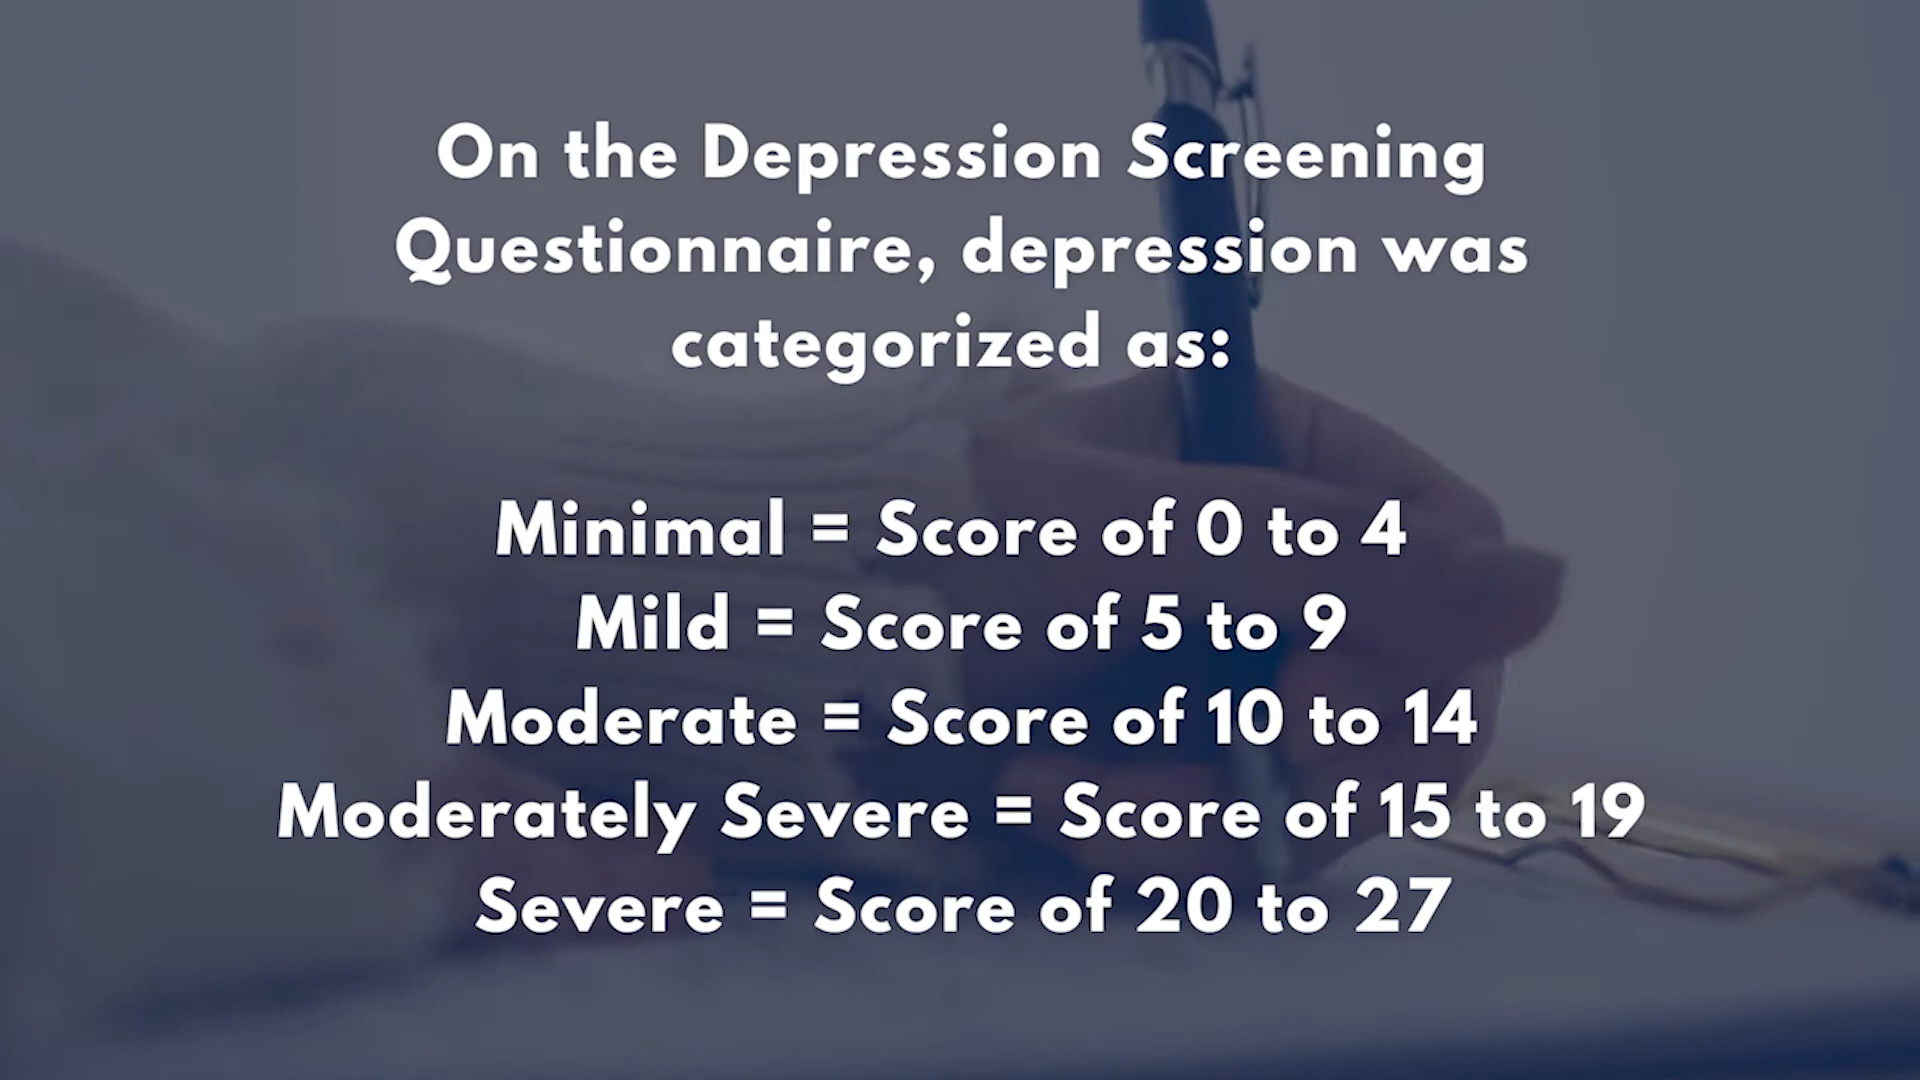 On the Depression Screening
Questionnaire, depression was
categorized as:
Minimal = Score of 0 to 4
Mild = Score of 5 to 9
Moderate = Score of 10 to 14
Moderately Severe = Score of 15 to 19
Severe = Score of 20 to 27